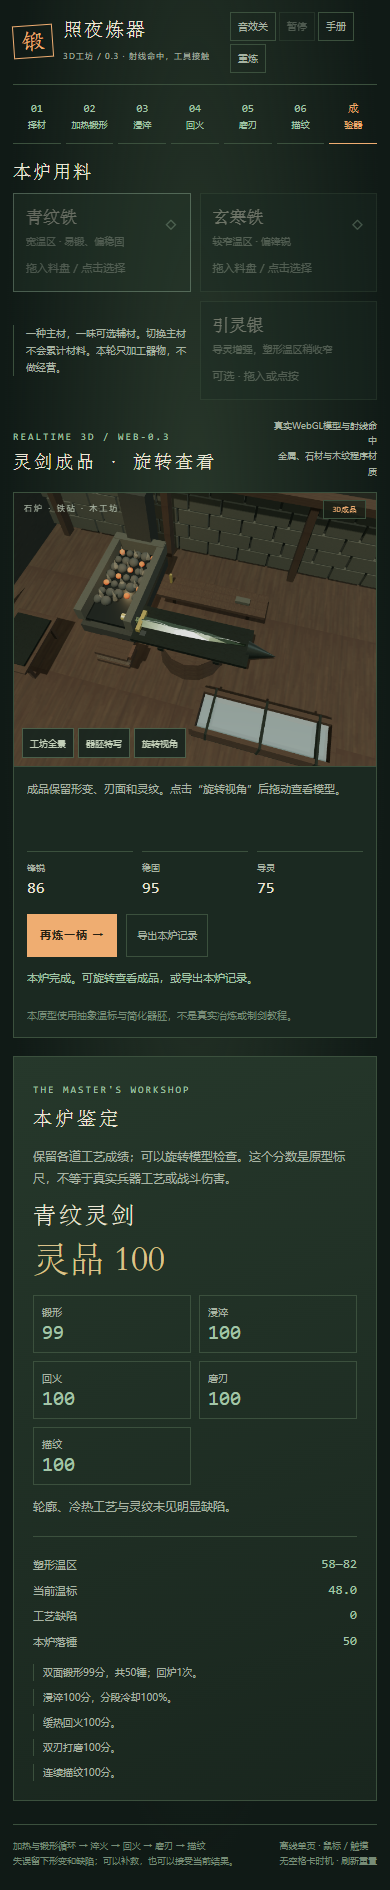 锻
照夜炼器
3D工坊 / 0.3 · 射线命中，工具接触
音效关
暂停
手册
重炼
01
择材
02
加热锻形
03
浸淬
04
回火
05
磨刃
06
描纹
成
验器
本炉用料
青纹铁
宽温区 · 易锻、偏稳固
拖入料盘 / 点击选择
玄寒铁
较窄温区 · 偏锋锐
拖入料盘 / 点击选择
一种主材，一味可选辅材。切换主材
不会累计材料。本轮只加工器物，不
做经营。
引灵银
导灵增强，塑形温区稍收窄
可选 · 拖入或点按
REALTIME 3D / WEB-0.3
灵剑成品 · 旋转查看
真实WebGL模型与射线命
中
金属、石材与木纹程序材
质
石炉 · 铁砧 · 木工坊
3D成品
工坊全景
器胚特写
旋转视角
成品保留形变、刃面和灵纹。点击“旋转视角”后拖动查看模型。
锋锐
86
稳固
95
导灵
75
再炼一柄 →
导出本炉记录
本炉完成。可旋转查看成品，或导出本炉记录。
本原型使用抽象温标与简化器胚，不是真实冶炼或制剑教程。
THE MASTER'S WORKSHOP
本炉鉴定
保留各道工艺成绩；可以旋转模型检查。这个分数是原型标
尺，不等于真实兵器工艺或战斗伤害。
青纹灵剑
灵品 100
锻形
99
浸淬
100
回火
100
磨刃
100
描纹
100
轮廓、冷热工艺与灵纹未见明显缺陷。
塑形温区
58–82
当前温标
48.0
工艺缺陷
0
本炉落锤
50
双面锻形99分，共50锤；回炉1次。
浸淬100分，分段冷却100%。
缓热回火100分。
双刃打磨100分。
连续描纹100分。
加热与锻形循环 → 淬火 → 回火 → 磨刃 → 描纹
失误留下形变和缺陷；可以补救，也可以接受当前结果。
离线单页 · 鼠标 / 触摸
无空格卡时机 · 刷新重置